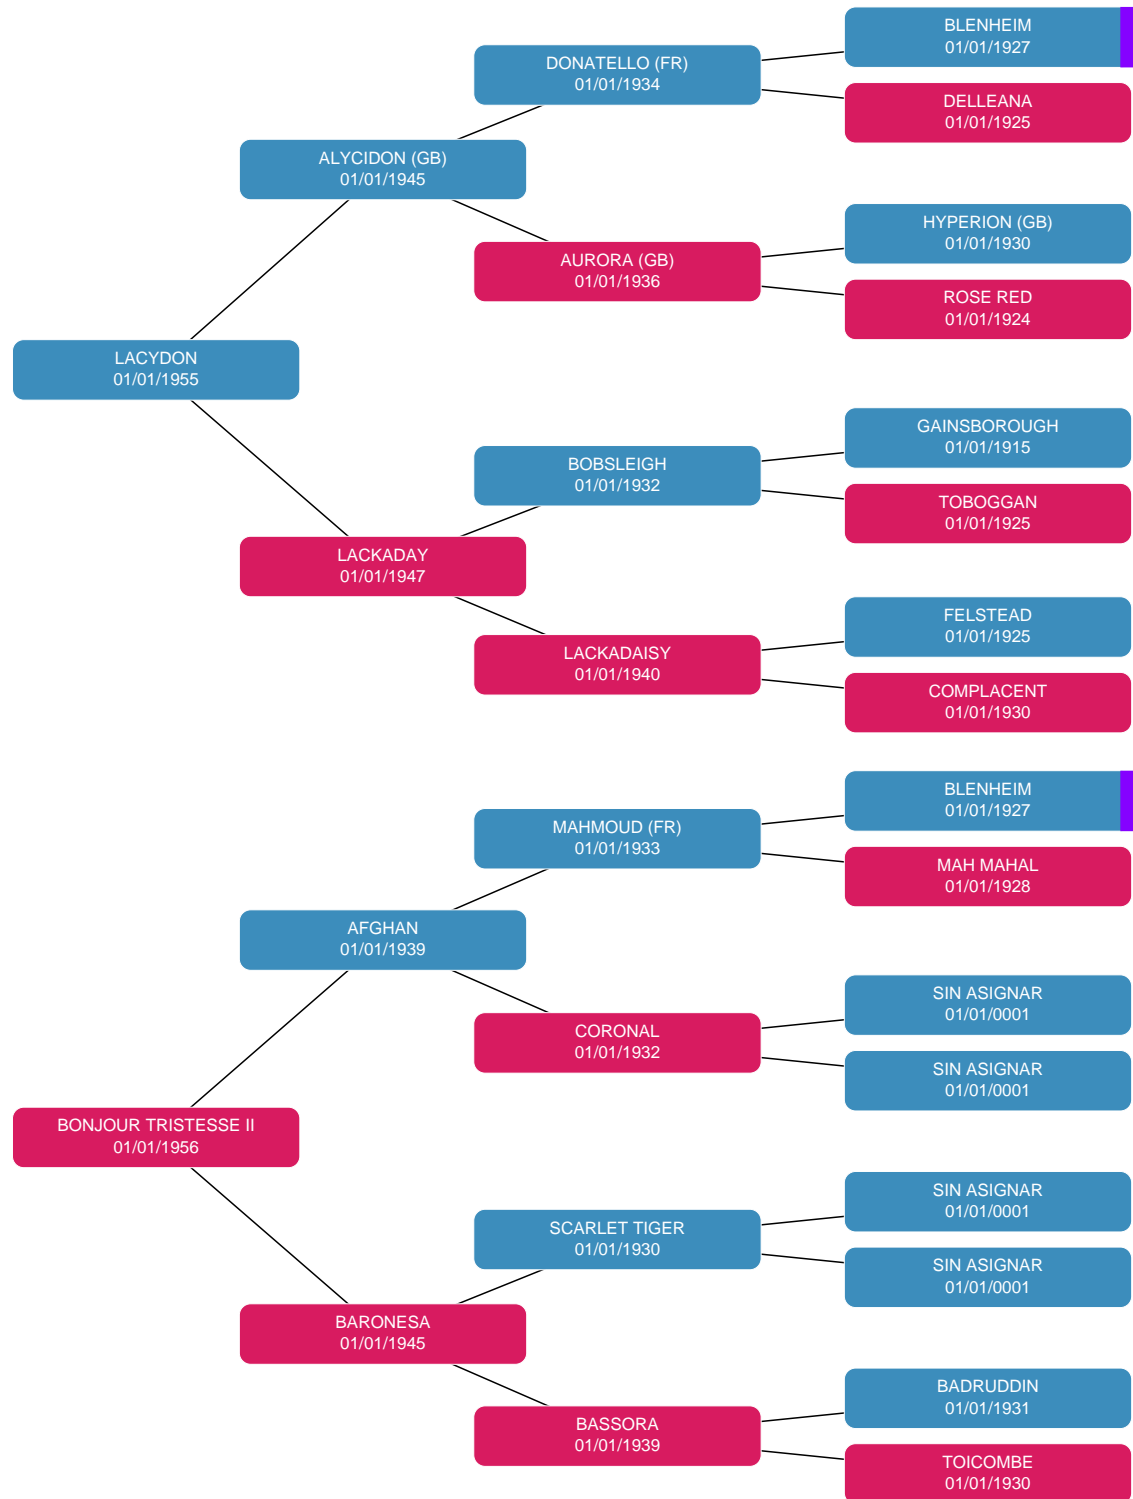 BLENHEIM
01/01/1927
DONATELLO (FR)
01/01/1934
DELLEANA
01/01/1925
ALYCIDON (GB)
01/01/1945
HYPERION (GB)
01/01/1930
AURORA (GB)
01/01/1936
ROSE RED
01/01/1924
LACYDON
01/01/1955
GAINSBOROUGH
01/01/1915
BOBSLEIGH
01/01/1932
TOBOGGAN
01/01/1925
LACKADAY
01/01/1947
FELSTEAD
01/01/1925
LACKADAISY
01/01/1940
COMPLACENT
01/01/1930
BLENHEIM
01/01/1927
MAHMOUD (FR)
01/01/1933
MAH MAHAL
01/01/1928
AFGHAN
01/01/1939
SIN ASIGNAR
01/01/0001
CORONAL
01/01/1932
SIN ASIGNAR
01/01/0001
BONJOUR TRISTESSE II
01/01/1956
SIN ASIGNAR
01/01/0001
SCARLET TIGER
01/01/1930
SIN ASIGNAR
01/01/0001
BARONESA
01/01/1945
BADRUDDIN
01/01/1931
BASSORA
01/01/1939
TOICOMBE
01/01/1930